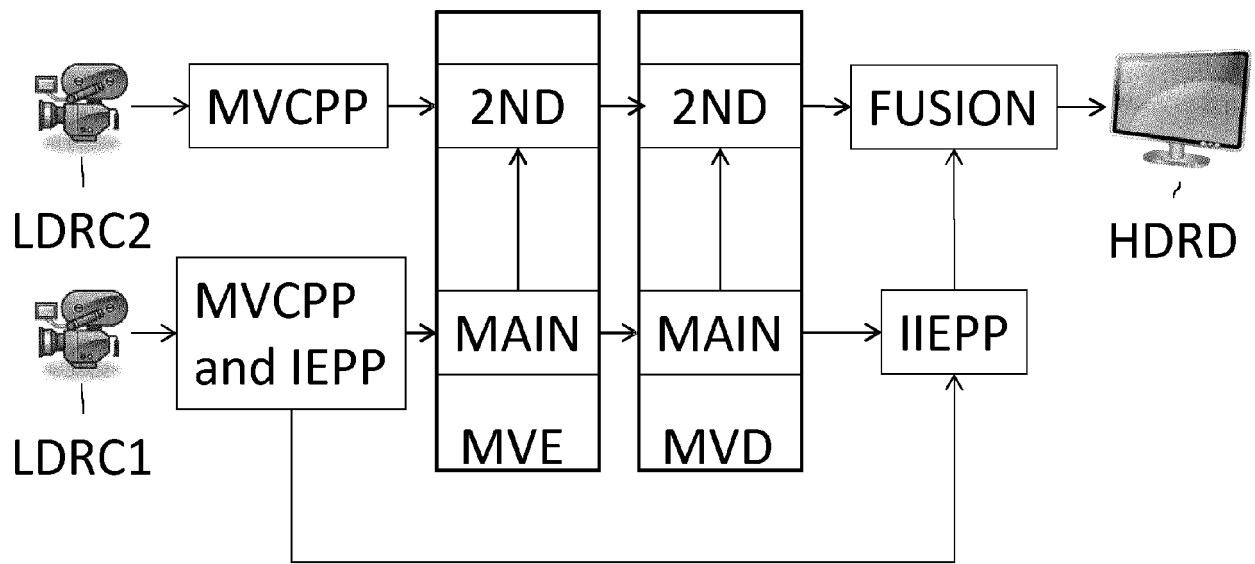 MVCPP
2ND
2ND
FUSION
LDRC2
HDRD
MVCPP
and IEPP
MAIN
MAIN
IIEPP
LDRC1
MVE
MVD